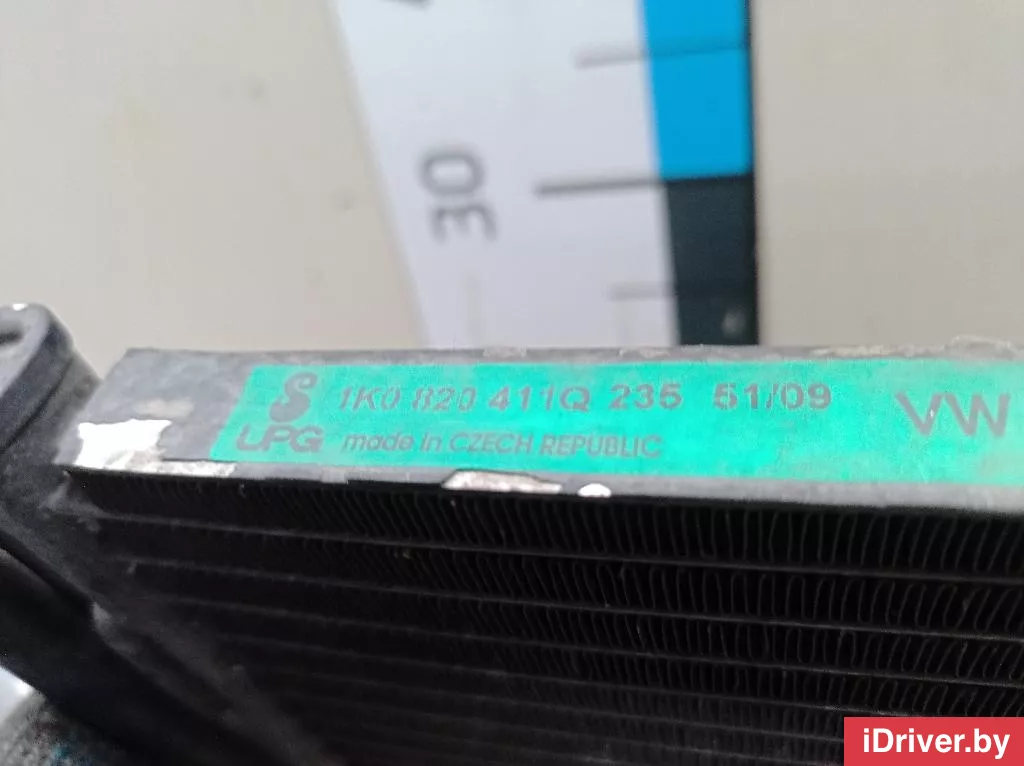 30
S 1K0 820 411Q 235 51/09 VW
LPG made in CZECH REPUBLIC
iDriver.by